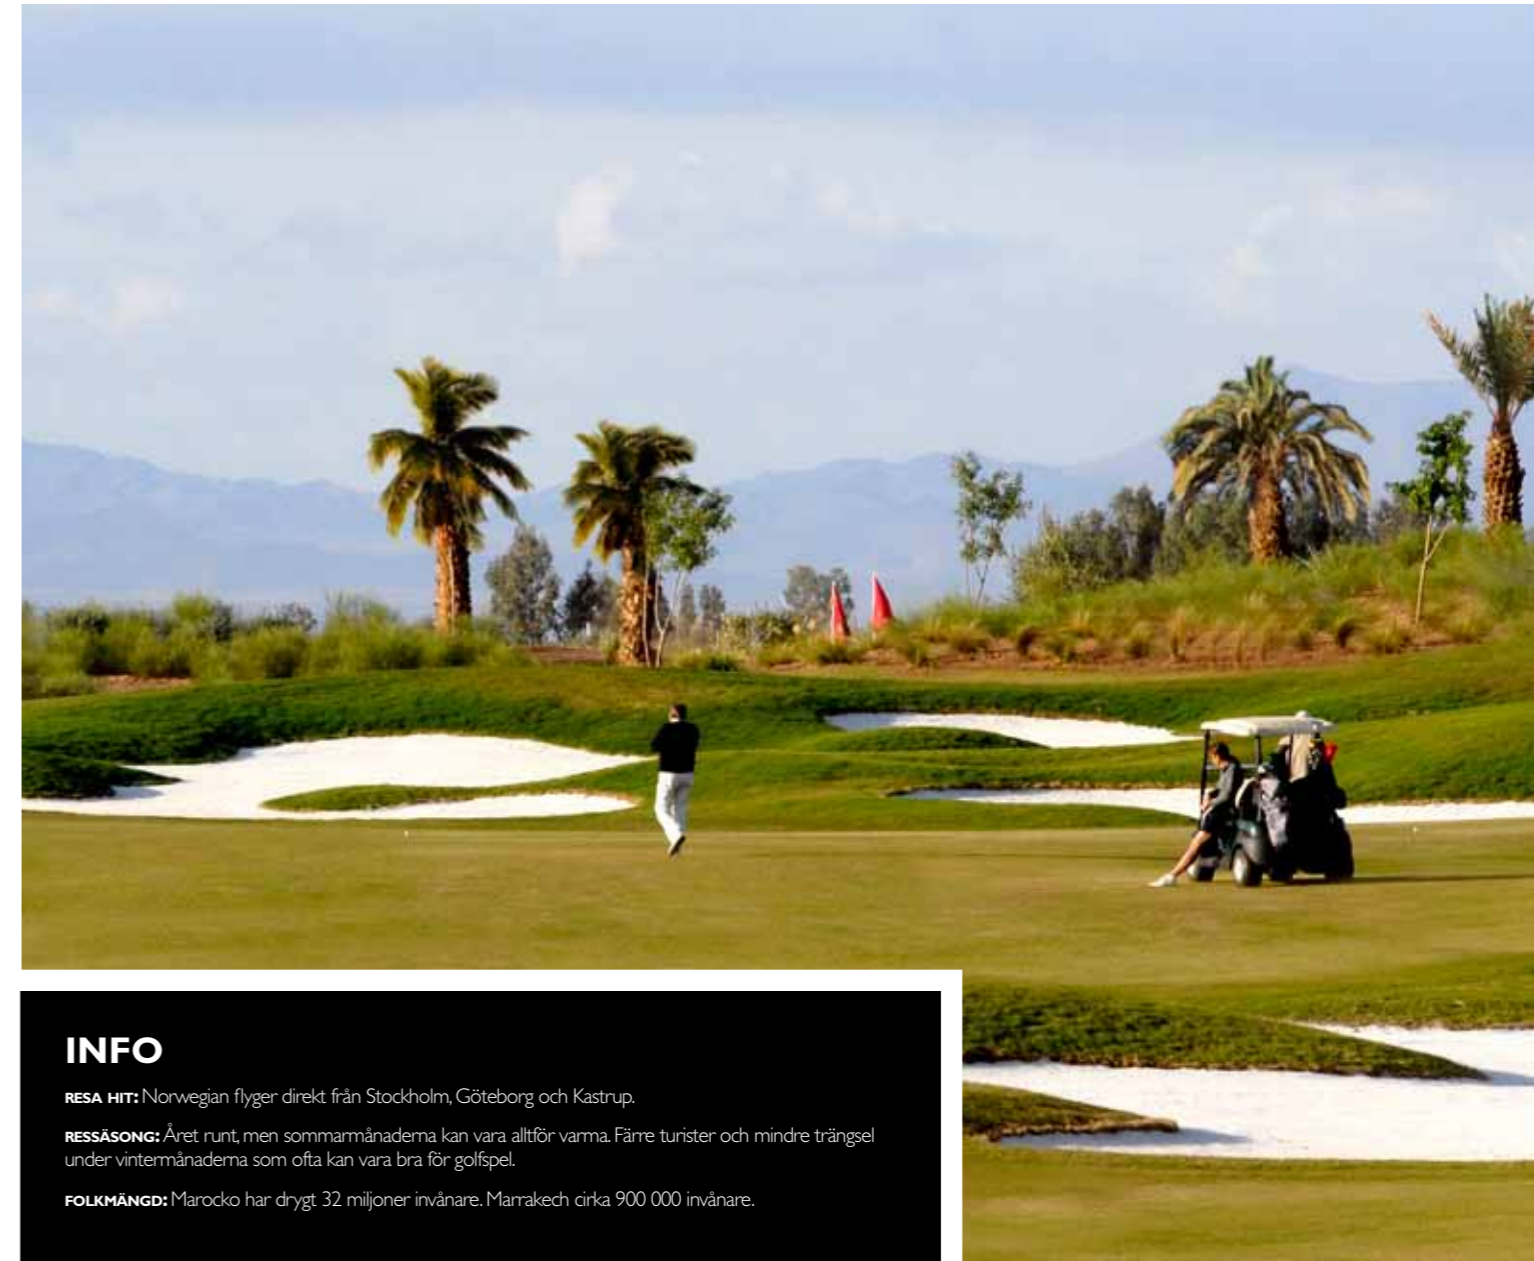 INFO
RESA HIT: Norwegian flyger direkt från Stockholm, Göteborg och Kastrup.
RESSÄSONG: Året runt, men sommarmånaderna kan vara alltför varma. Färre turister och mindre trängsel
under vintermånaderna som ofta kan vara bra för golfspel.
FOLKMÄNGD: Marocko har drygt 32 miljoner invånare. Marrakech cirka 900 000 invånare.